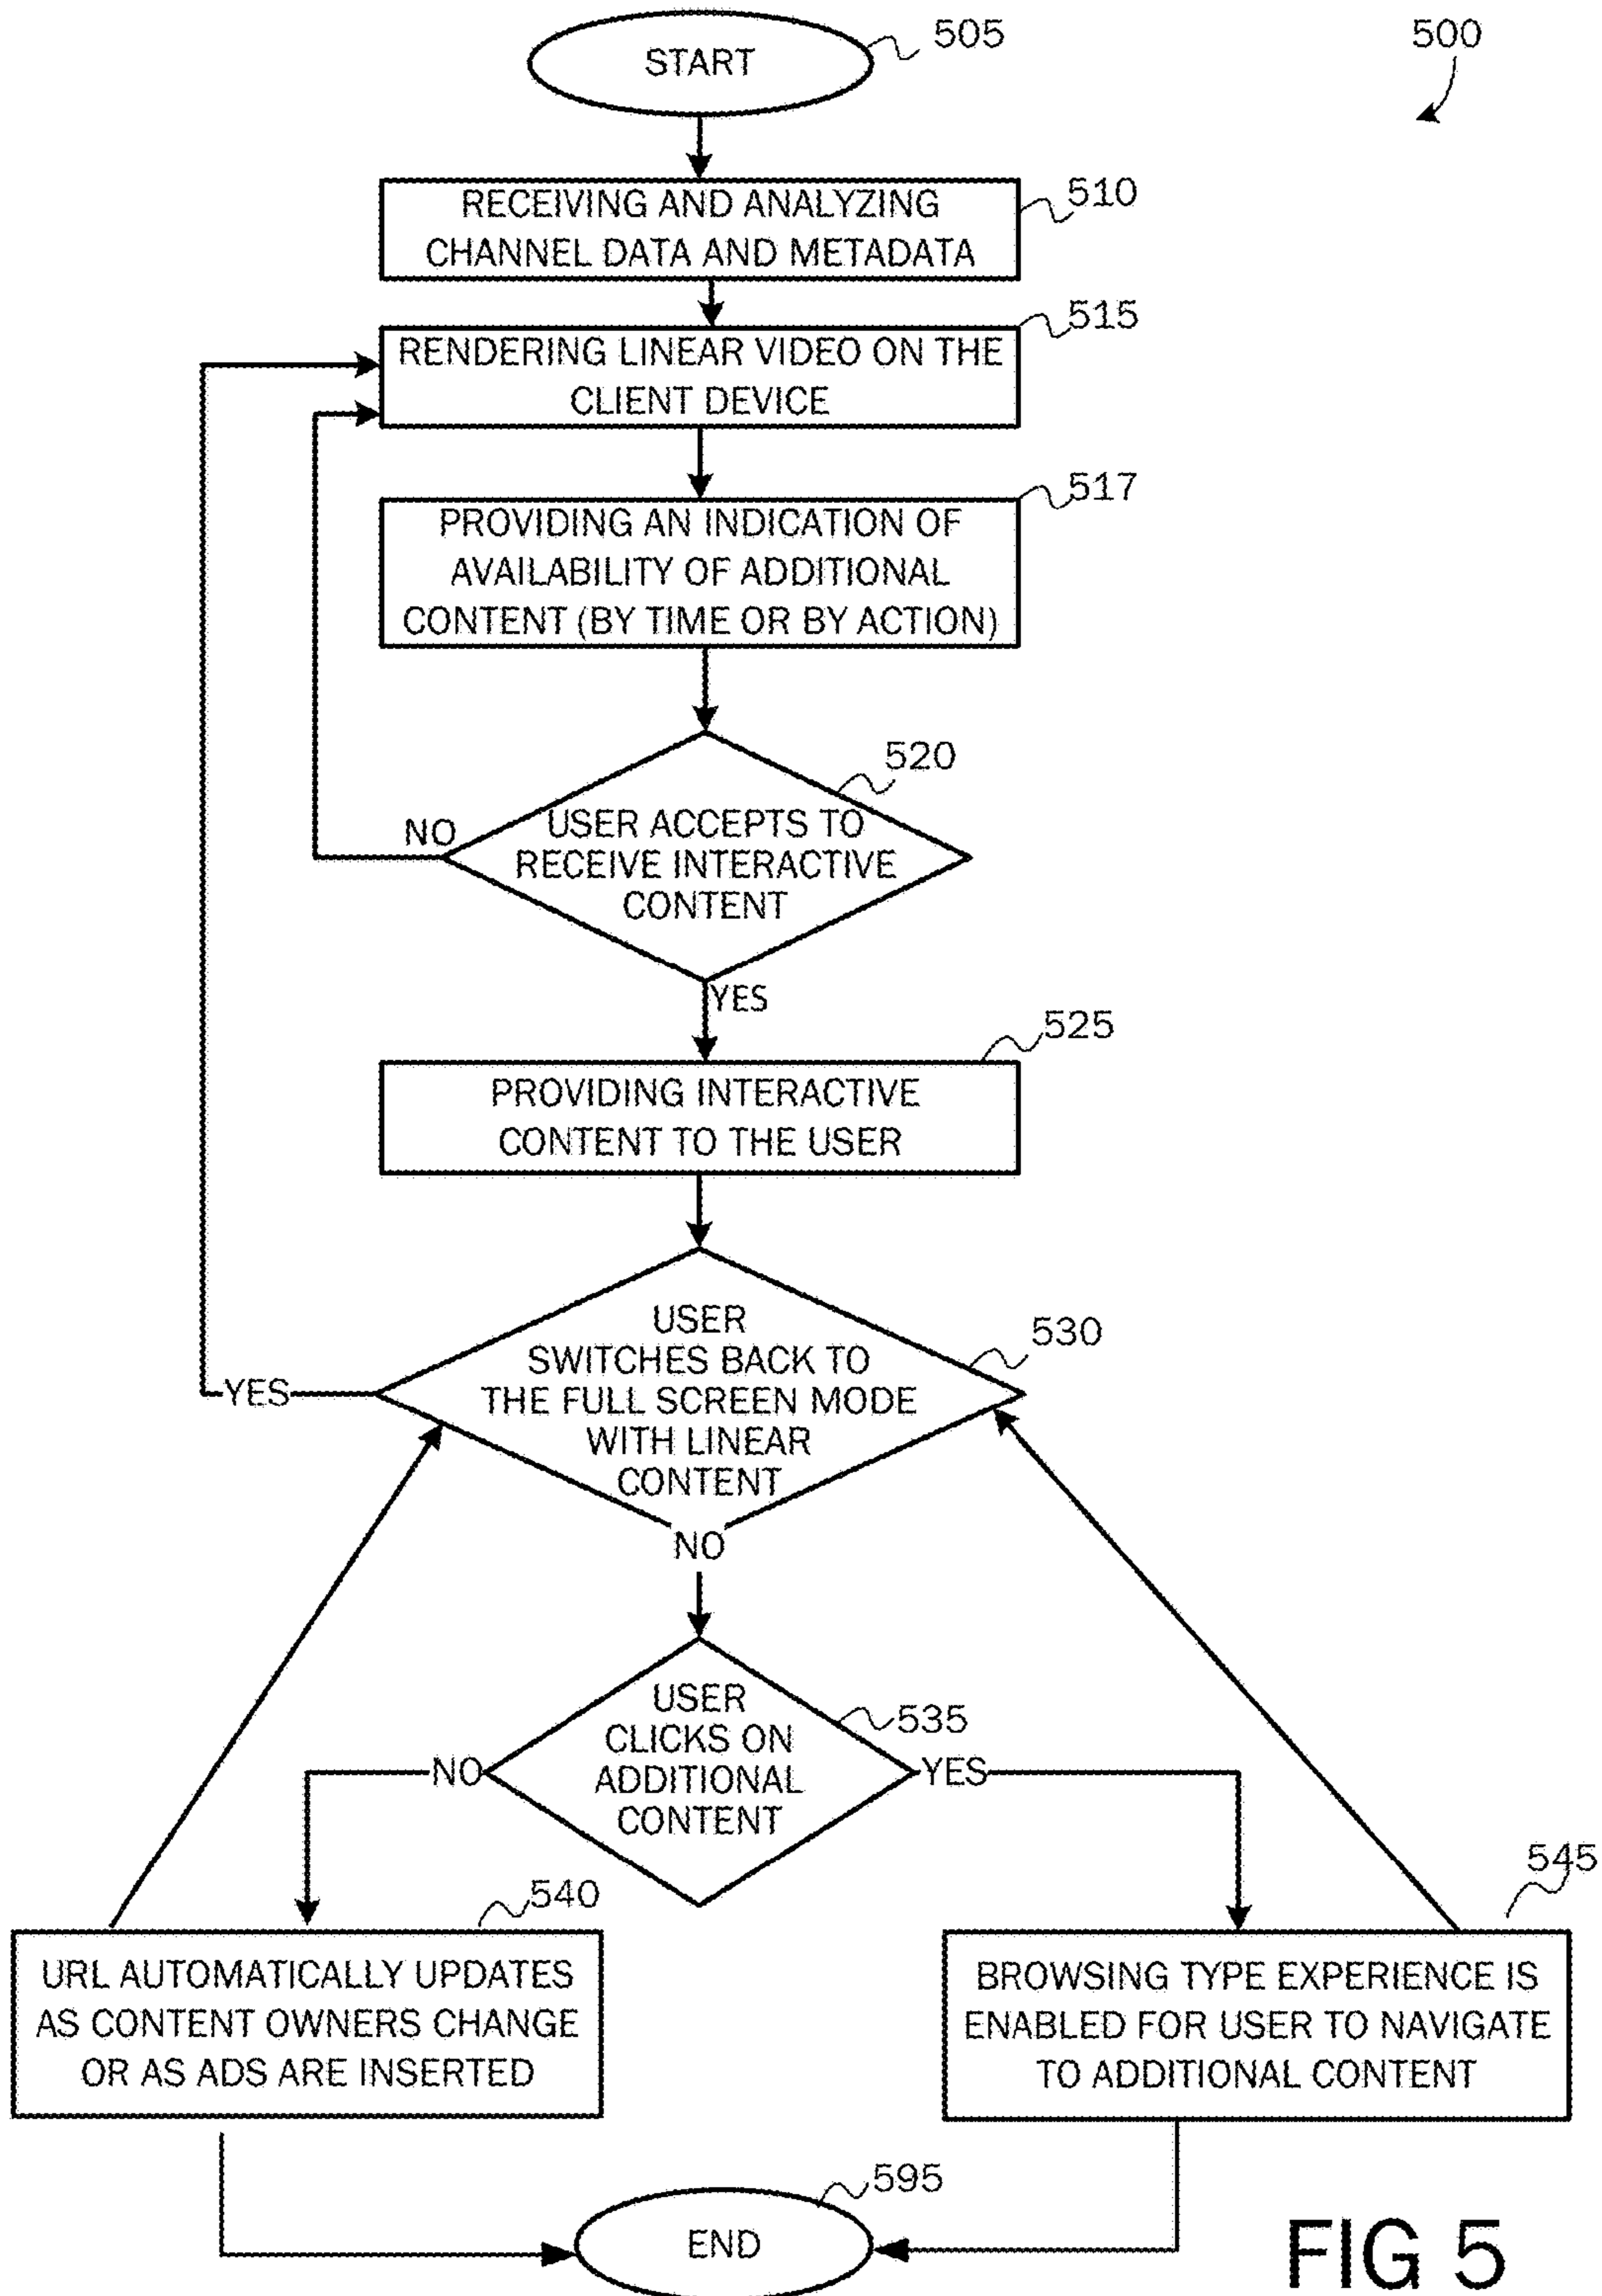 START
505
500
RECEIVING AND ANALYZING
CHANNEL DATA AND METADATA
510
RENDERING LINEAR VIDEO ON THE
CLIENT DEVICE
515
PROVIDING AN INDICATION OF
AVAILABILITY OF ADDITIONAL
CONTENT (BY TIME OR BY ACTION)
517
520
USER ACCEPTS TO
RECEIVE INTERACTIVE
CONTENT
NO
YES
525
PROVIDING INTERACTIVE
CONTENT TO THE USER
530
USER
SWITCHES BACK TO
THE FULL SCREEN MODE
WITH LINEAR
CONTENT
YES
NO
535
USER
CLICKS ON
ADDITIONAL
CONTENT
NO
YES
540
URL AUTOMATICALLY UPDATES
AS CONTENT OWNERS CHANGE
OR AS ADS ARE INSERTED
545
BROWSING TYPE EXPERIENCE IS
ENABLED FOR USER TO NAVIGATE
TO ADDITIONAL CONTENT
595
END
FIG 5